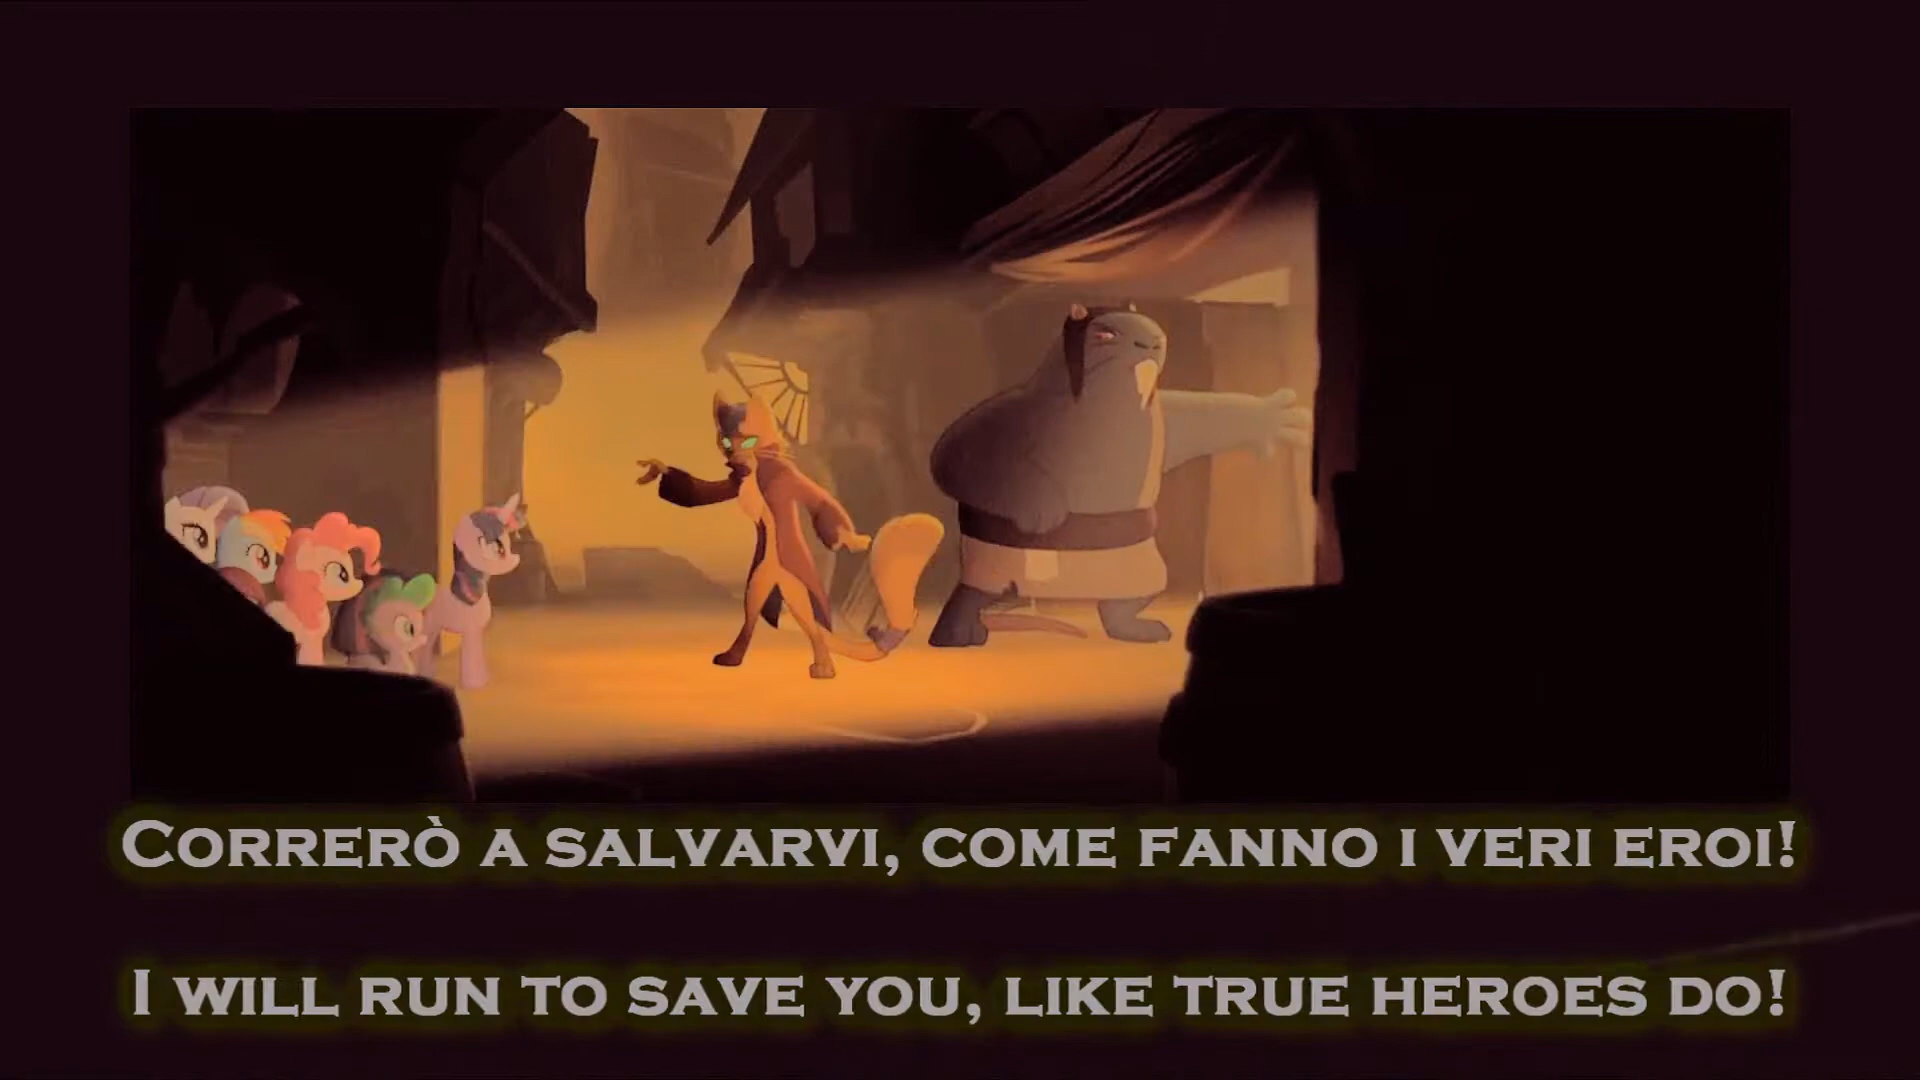 Correrò a salvarvi, come fanno i veri eroi!
I will run to save you, like true heroes do!